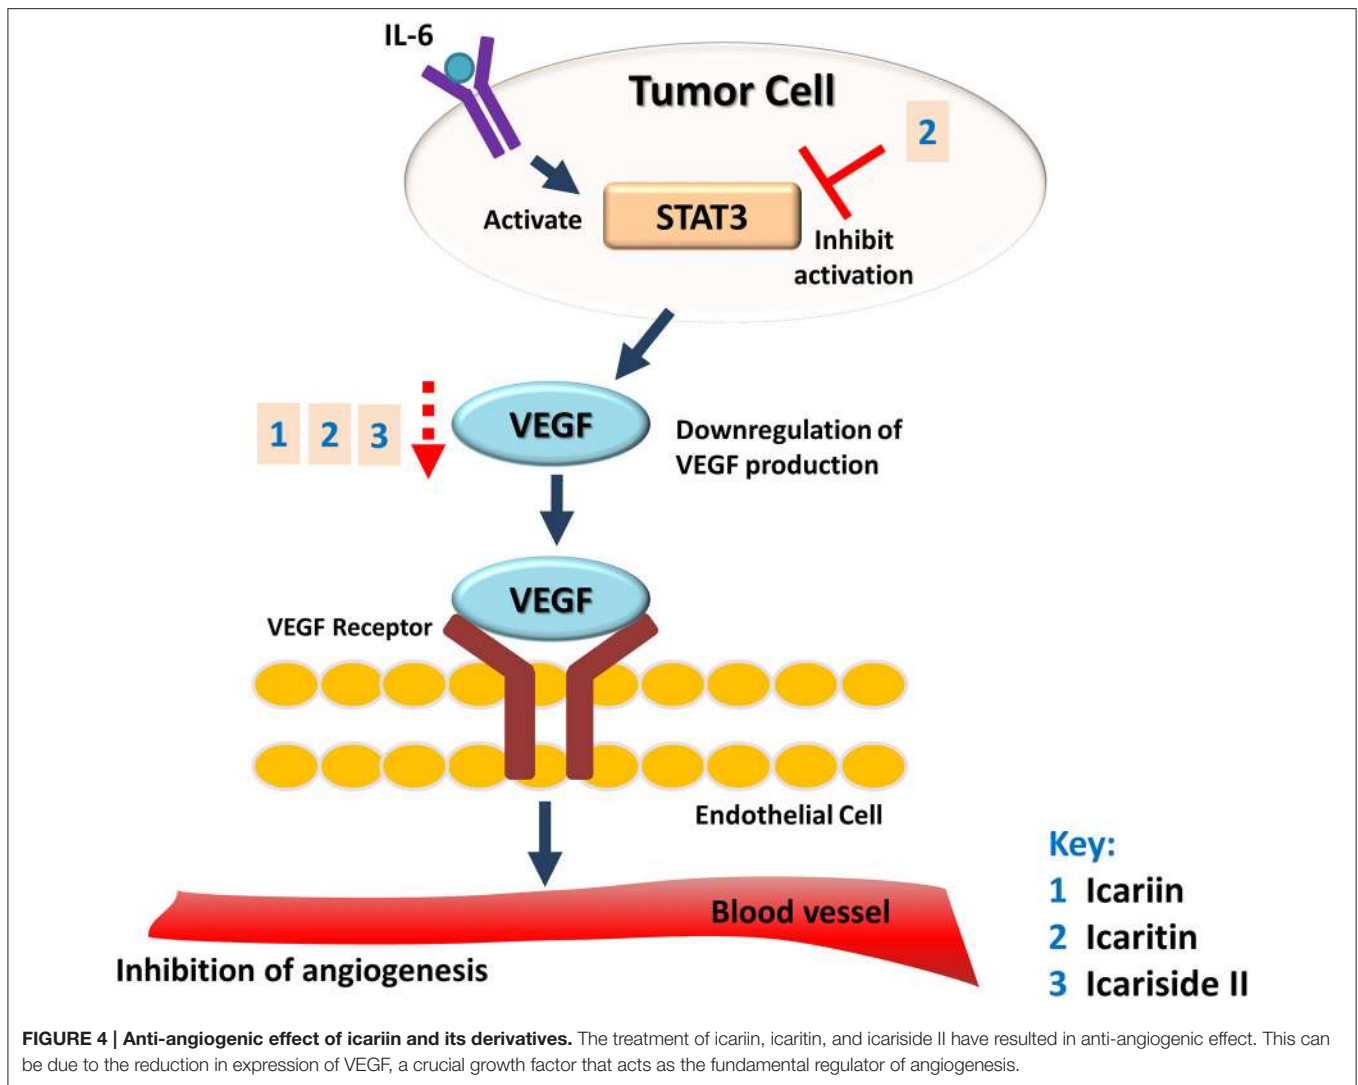 IL-6
Tumor Cell
2
STAT3
Activate
Inhibit
activation
1 2 3
VEGF
Downregulation of
VEGF production
VEGF
VEGF Receptor
Endothelial Cell
Blood vessel
Inhibition of angiogenesis
Key:
1 Icariin
2 Icaritin
3 Icariside II
FIGURE 4 | Anti-angiogenic effect of icariin and its derivatives. The treatment of icariin, icaritin, and icariside II have resulted in anti-angiogenic effect. This can
be due to the reduction in expression of VEGF, a crucial growth factor that acts as the fundamental regulator of angiogenesis.